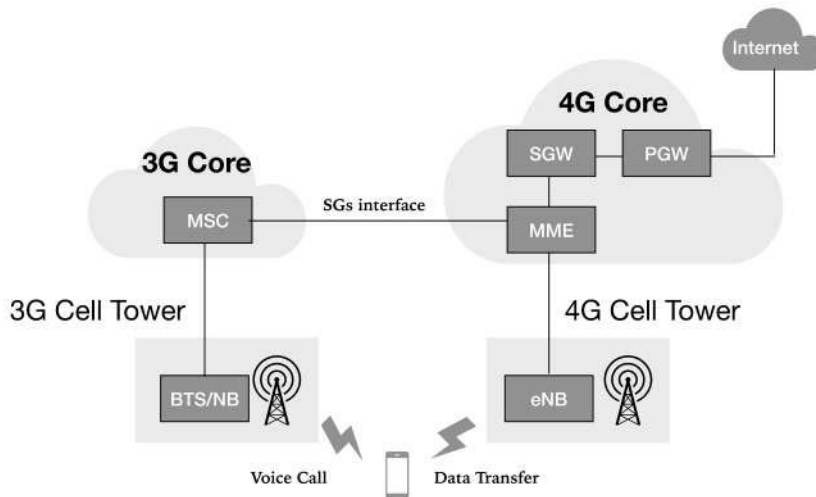 Internet
4G Core
SGW
PGW
3G Core
SGs interface
MSC
MME
3G Cell Tower
4G Cell Tower
BTS/NB
eNB
Voice Call
Data Transfer